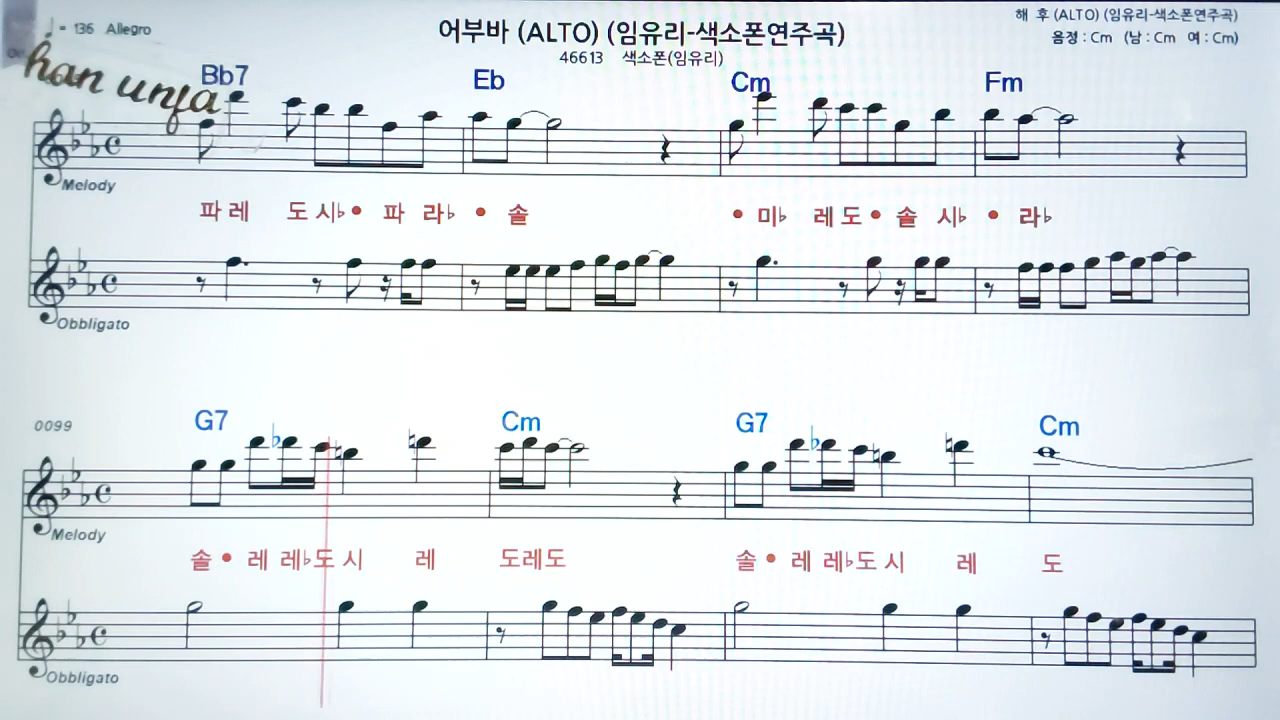 ♩ = 136 Allegro
어부바 (ALTO) (임유리-색소폰연주곡)
46613 색소폰(임유리)
해 후 (ALTO) (임유리-색소폰연주곡)
음정 : Cm (남 : Cm 여 : Cm)
han unja
Bb7 Eb Cm Fm
Melody
파 레 도 시♭ • 파 라♭ • 솔 • 미♭ 레 도 • 솔 시♭ • 라♭
Obbligato
0099
G7 Cm G7 Cm
Melody
솔 • 레 레♭도 시 레 도레도 솔 • 레 레♭도 시 레 도
Obbligato